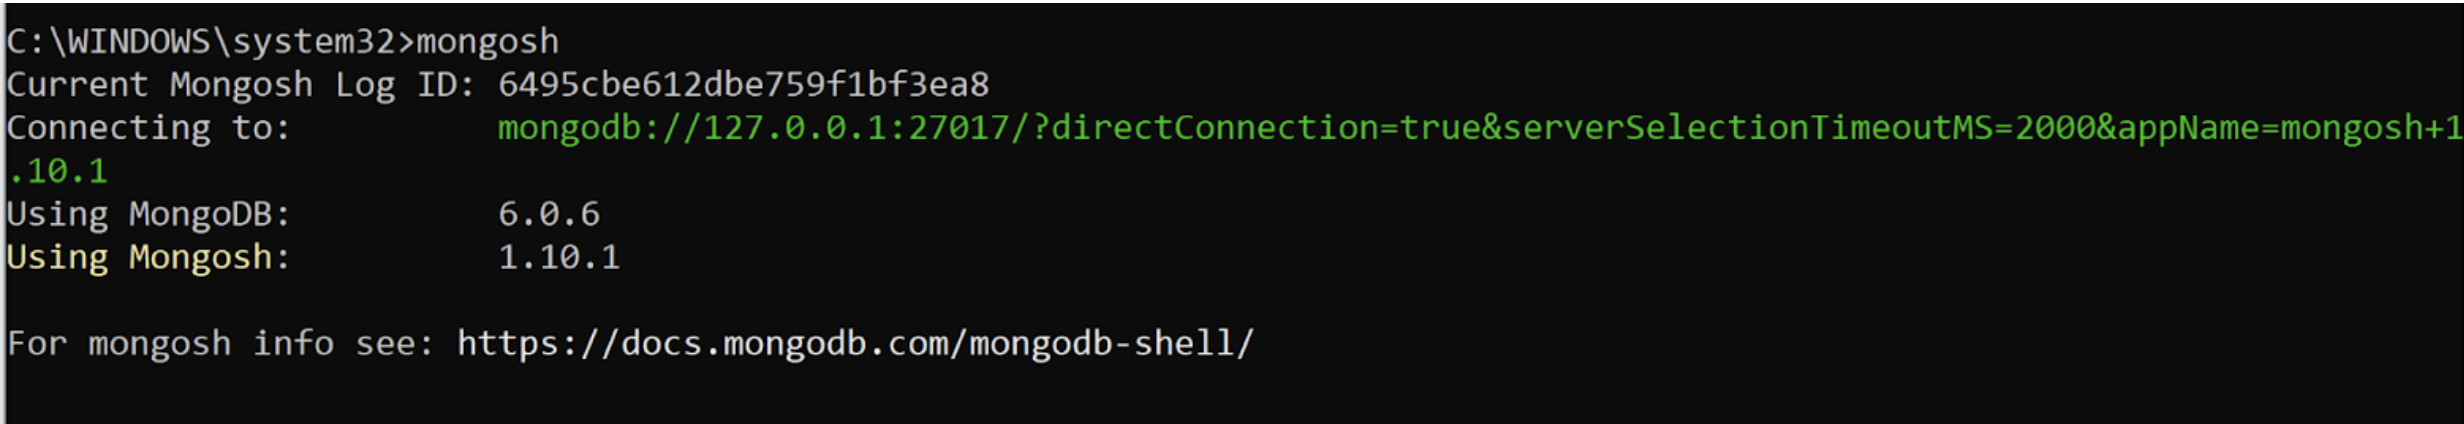 C:\WINDOWS\system32>mongosh
Current Mongosh Log ID: 6495cbe612dbe759f1bf3ea8
Connecting to:          mongodb://127.0.0.1:27017/?directConnection=true&serverSelectionTimeoutMS=2000&appName=mongosh+1
.10.1
Using MongoDB:          6.0.6
Using Mongosh:          1.10.1
For mongosh info see: https://docs.mongodb.com/mongodb-shell/